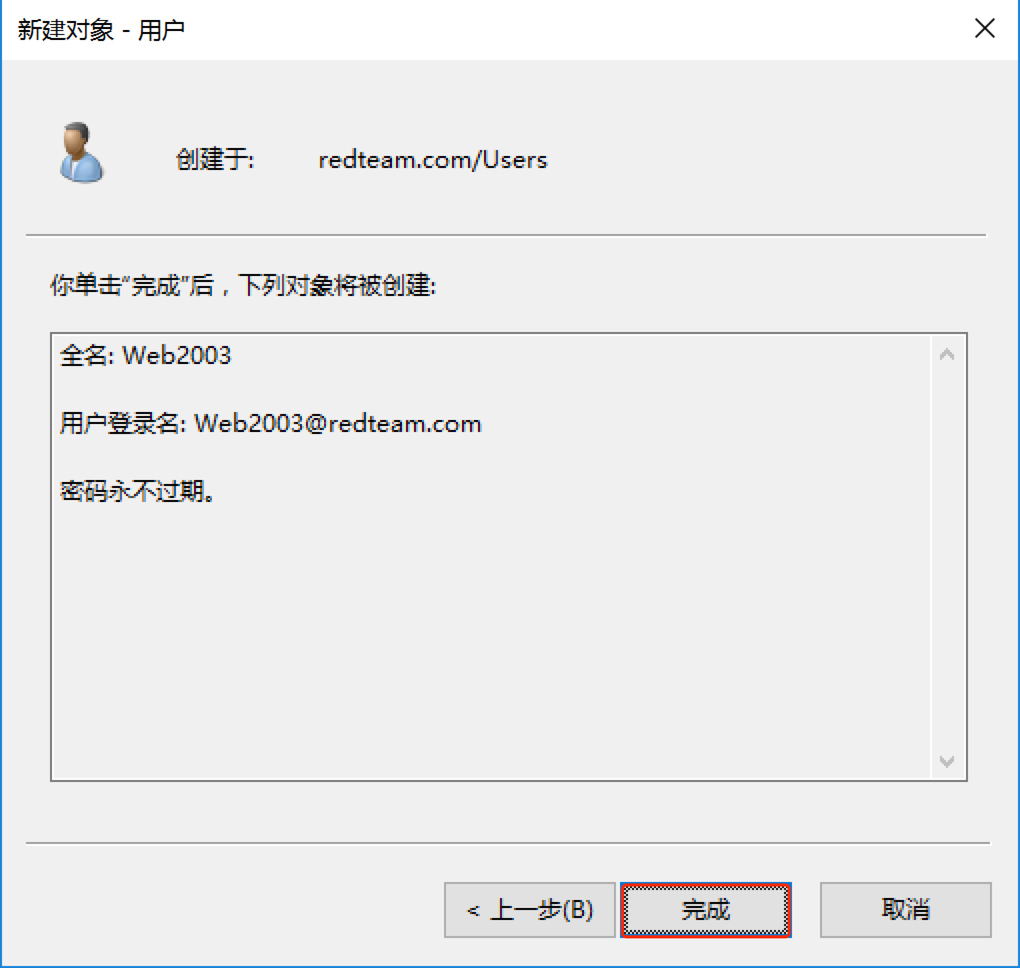 新建对象 - 用户
创建于: redteam.com/Users
你单击“完成”后，下列对象将被创建:
全名: Web2003
用户登录名: Web2003@redteam.com
密码永不过期。
< 上一步(B) 完成 取消